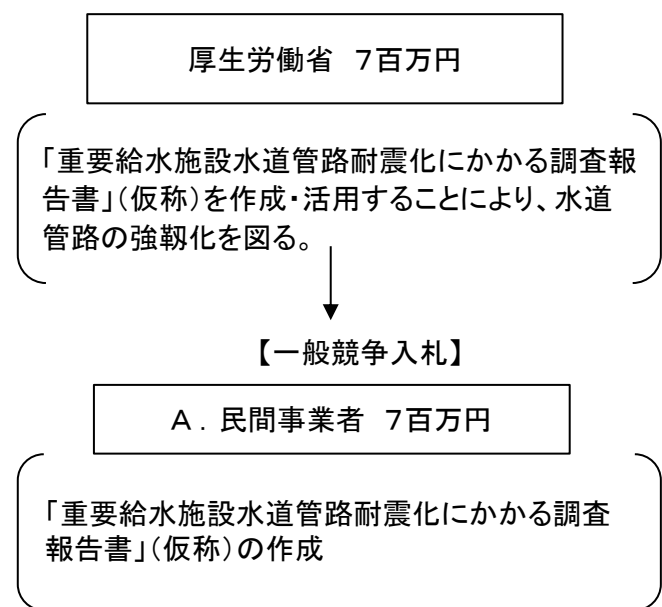 厚生労働省　７百万円
「重要給水施設水道管路耐震化にかかる調査報
告書」（仮称）を作成・活用することにより、水道
管路の強靱化を図る。
【一般競争入札】
Ａ．民間事業者　７百万円
「重要給水施設水道管路耐震化にかかる調査
報告書」（仮称）の作成